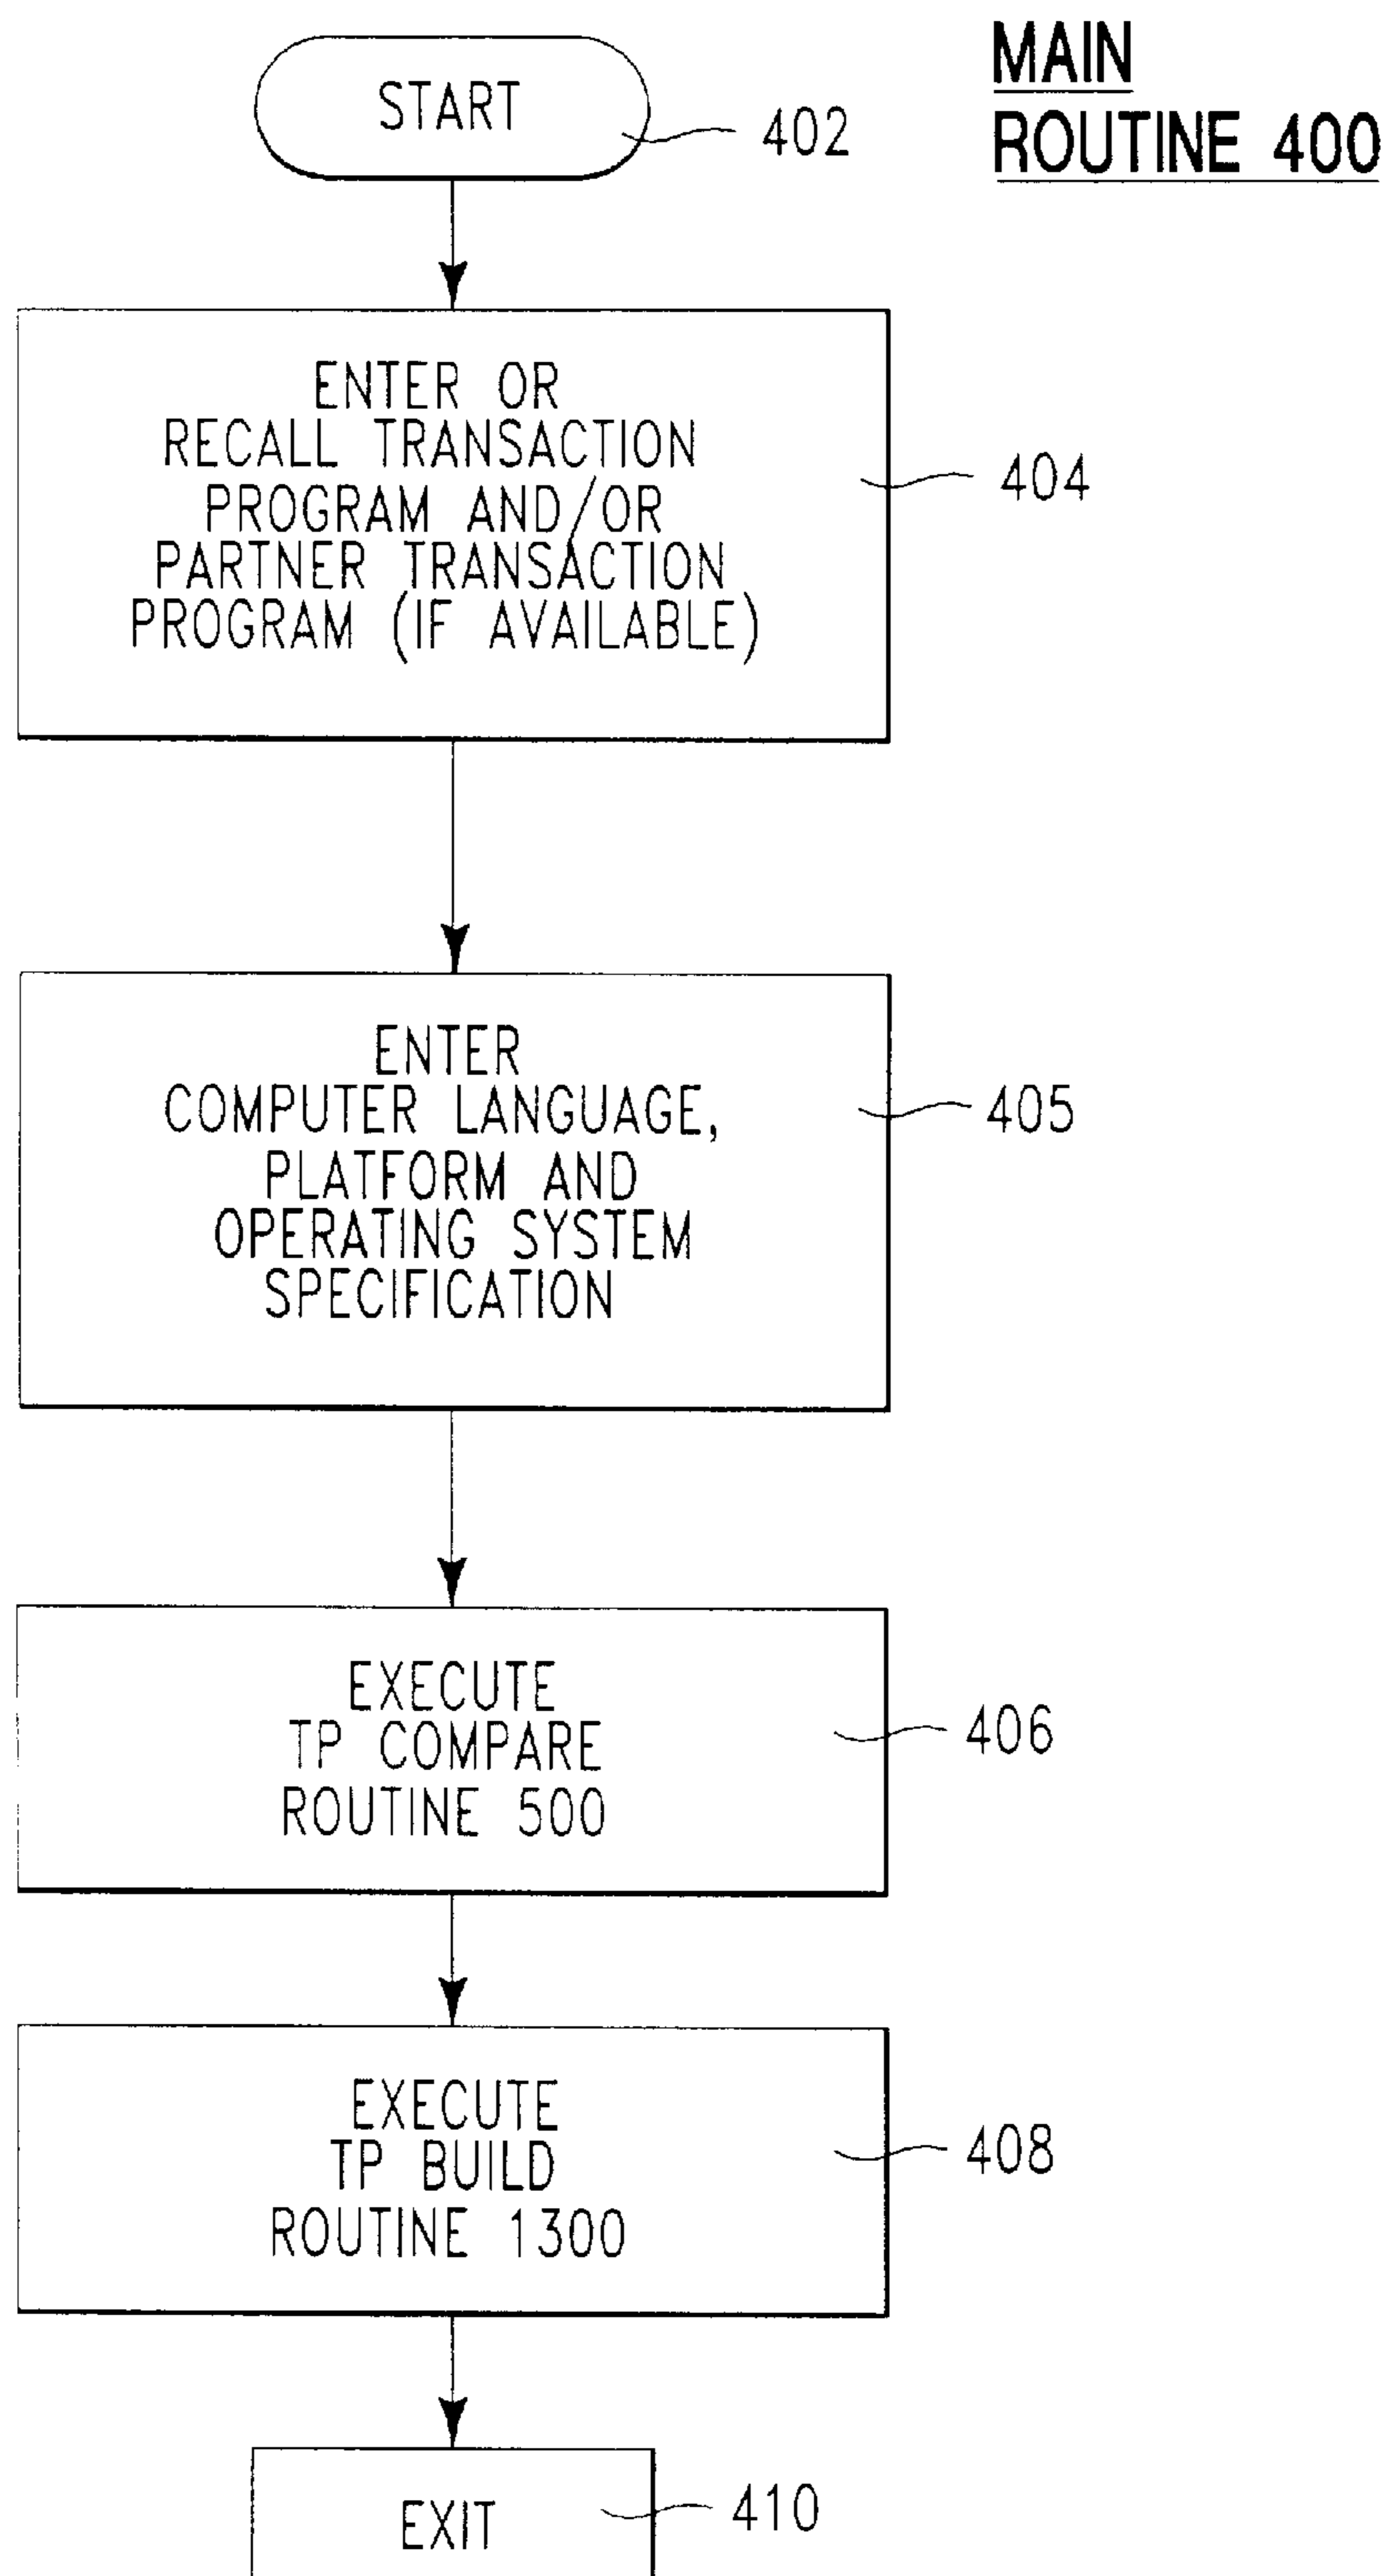 MAIN
ROUTINE 400
START
402
ENTER OR
RECALL TRANSACTION
PROGRAM AND/OR
PARTNER TRANSACTION
PROGRAM (IF AVAILABLE)
404
ENTER
COMPUTER LANGUAGE,
PLATFORM AND
OPERATING SYSTEM
SPECIFICATION
405
EXECUTE
TP COMPARE
ROUTINE 500
406
EXECUTE
TP BUILD
ROUTINE 1300
408
EXIT
410